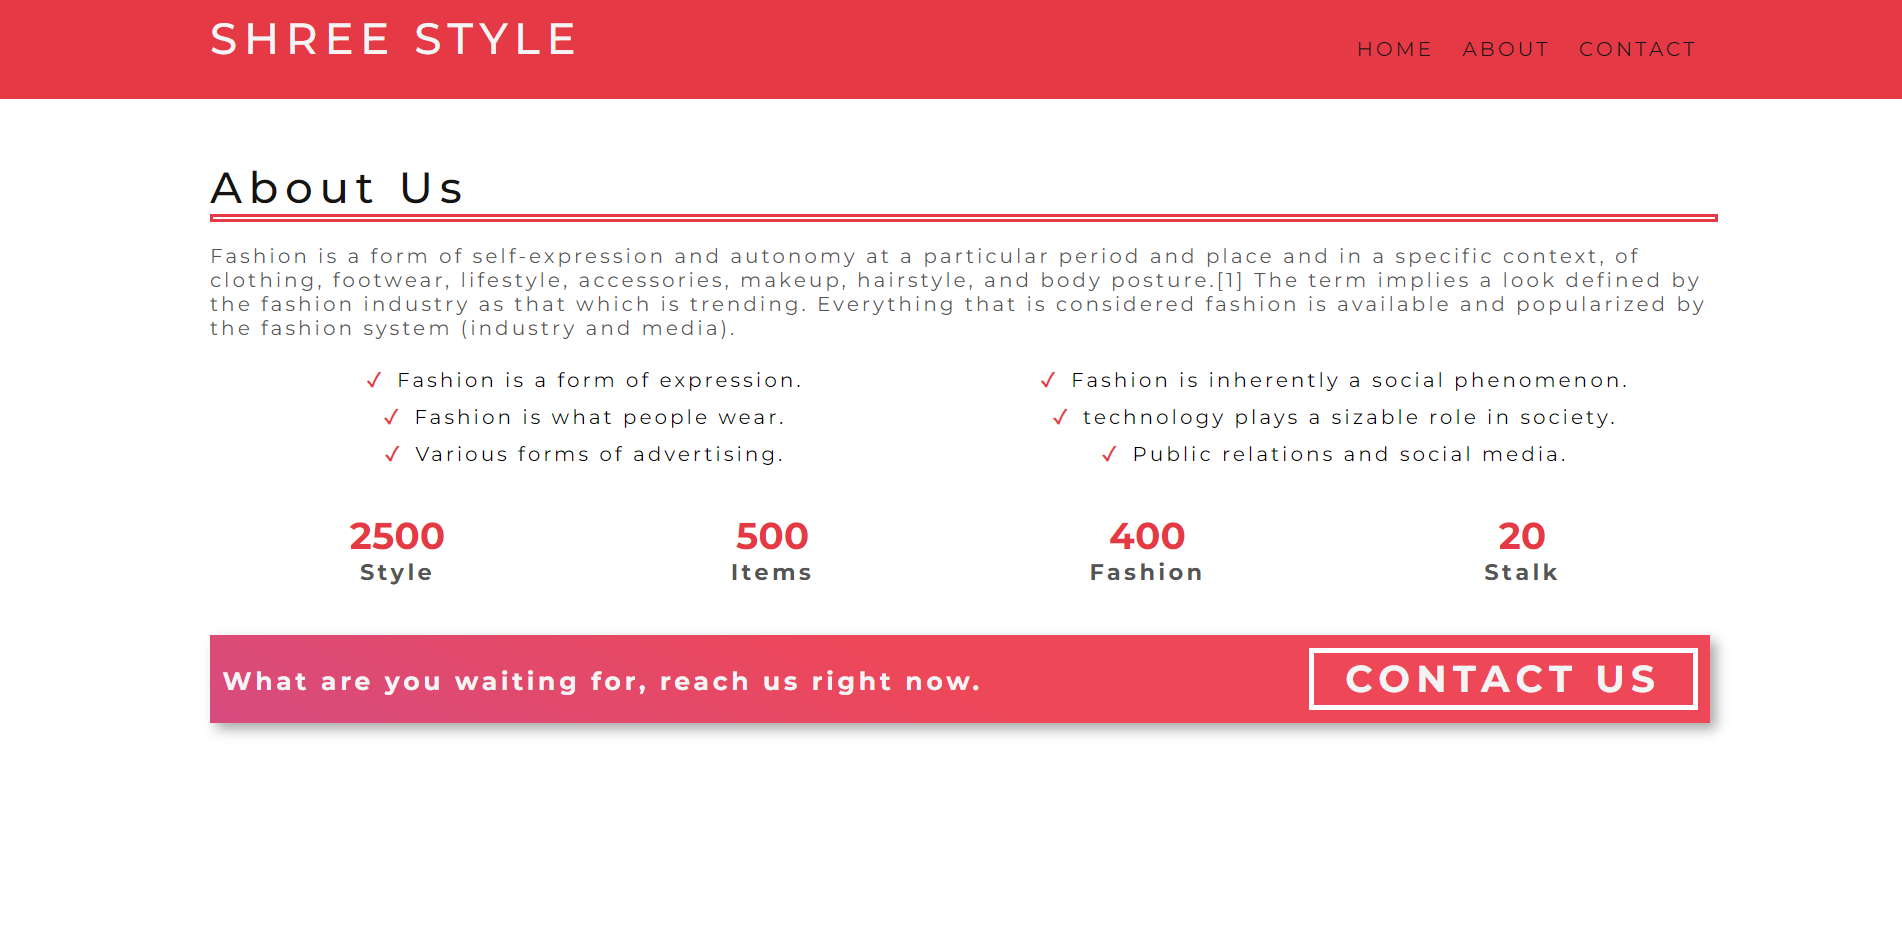 SHREE STYLE
HOME ABOUT CONTACT
About Us
Fashion is a form of self-expression and autonomy at a particular period and place and in a specific context, of
clothing, footwear, lifestyle, accessories, makeup, hairstyle, and body posture.[1] The term implies a look defined by
the fashion industry as that which is trending. Everything that is considered fashion is available and popularized by
the fashion system (industry and media).
✓ Fashion is a form of expression.
✓ Fashion is what people wear.
✓ Various forms of advertising.
✓ Fashion is inherently a social phenomenon.
✓ technology plays a sizable role in society.
✓ Public relations and social media.
2500
Style
500
Items
400
Fashion
20
Stalk
What are you waiting for, reach us right now.
CONTACT US